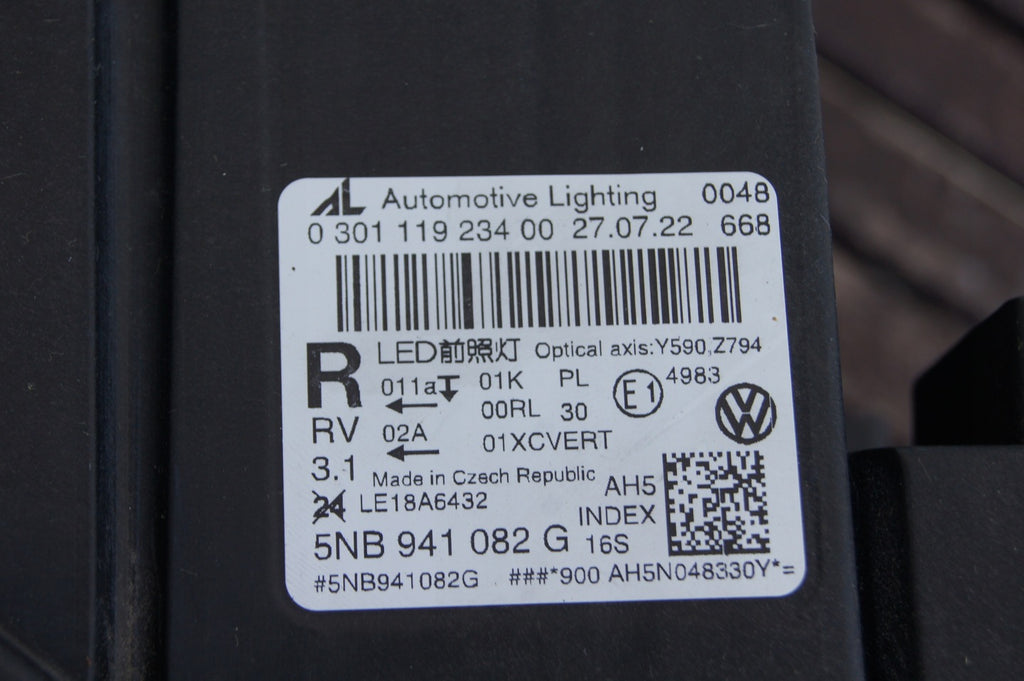 AL Automotive Lighting 0048
0 301 119 234 00 27.07.22 668
R LED前照灯 Optical axis:Y590,Z794
011a 01K PL E1 4983
00RL 30
RV 02A 01XCVERT
3.1 Made in Czech Republic AH5
24 LE18A6432 INDEX
5NB 941 082 G 16S
#5NB941082G ###*900 AH5N048330Y*=